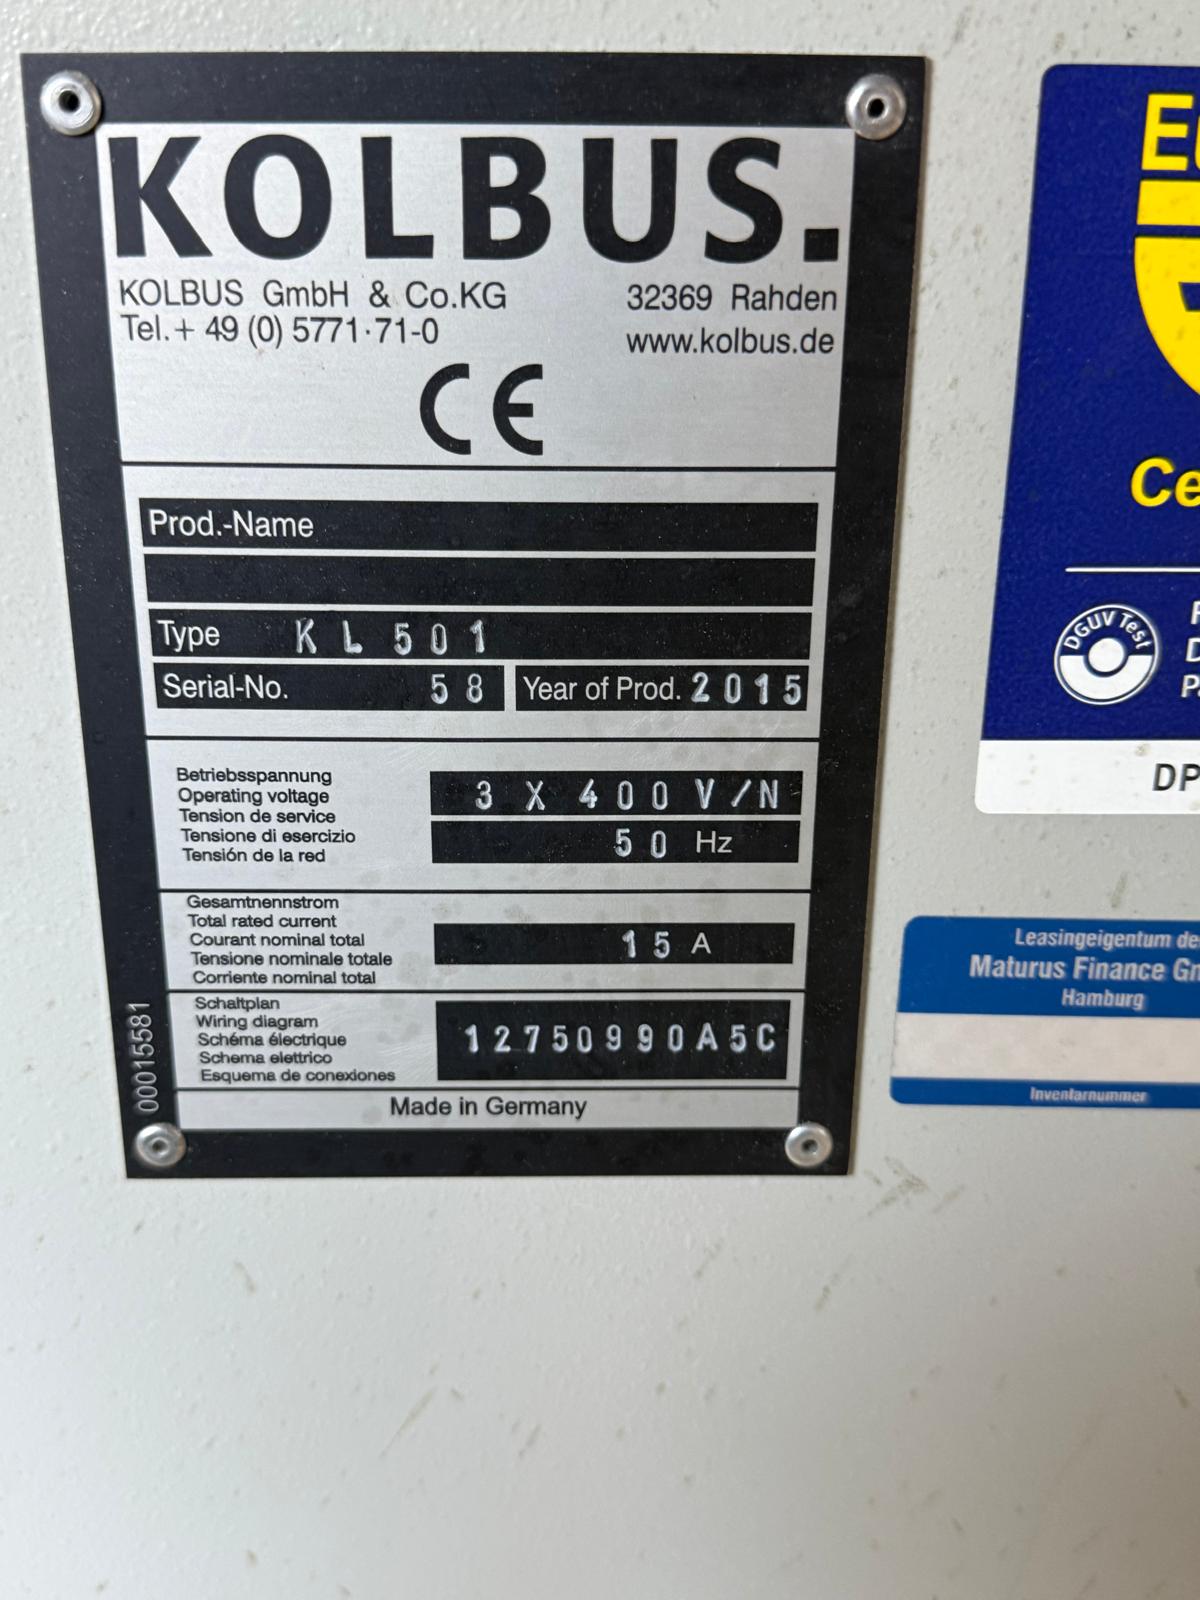 KOLBUS.
KOLBUS GmbH & Co.KG 32369 Rahden
Tel.+ 49 (0) 5771·71-0 www.kolbus.de
CE
Prod.-Name
Type KL501
Serial-No. 58 Year of Prod. 2015
Betriebsspannung
Operating voltage
Tension de service
Tensione di esercizio
Tensión de la red
3 X 400 V/N
50 Hz
Gesamtnennstrom
Total rated current
Courant nominal total
Tensione nominale totale
Corriente nominal total
15 A
Schaltplan
Wiring diagram
Schéma électrique
Schema elettrico
Esquema de conexiones
12750990A5C
Made in Germany
00015581
DGUV Test
DP
Leasingeigentum
Maturus Finance
Hamburg
Inventarnummer